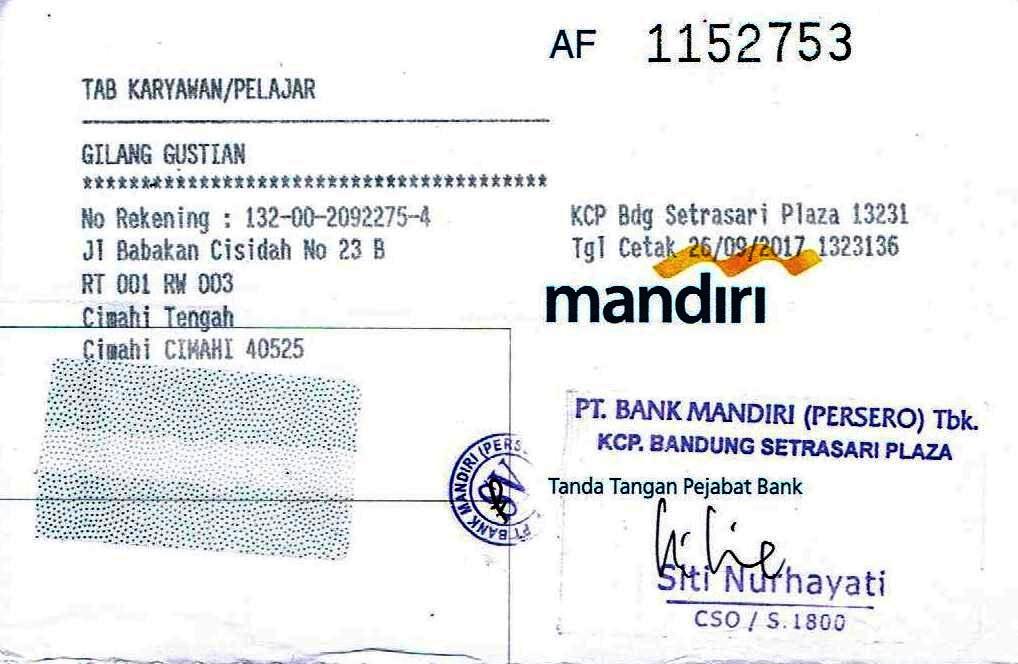 AF 1152753
TAB KARYAWAN/PELAJAR
GILANG GUSTIAN
****************************************
No Rekening : 132-00-2092275-4
Jl Babakan Cisidah No 23 B
RT 001 RW 003
Cimahi Tengah
Cimahi CIMAHI 40525
KCP Bdg Setrasari Plaza 13231
Tgl Cetak 26/09/2017 1323136
mandiri
PT. BANK MANDIRI (PERSERO) Tbk.
KCP. BANDUNG SETRASARI PLAZA
PT BANK MANDIRI (PERS
Tanda Tangan Pejabat Bank
Siti Nurhayati
CSO / S.1800